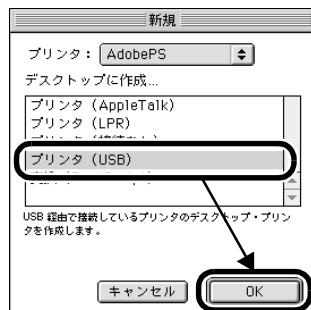 新規
プリンタ： AdobePS
デスクトップに作成...
プリンタ (AppleTalk)
プリンタ (LPR)
プリンタ (USB)
USB 経由で接続しているプリンタのデスクトップ・プリン
タを作成します。
キャンセル OK